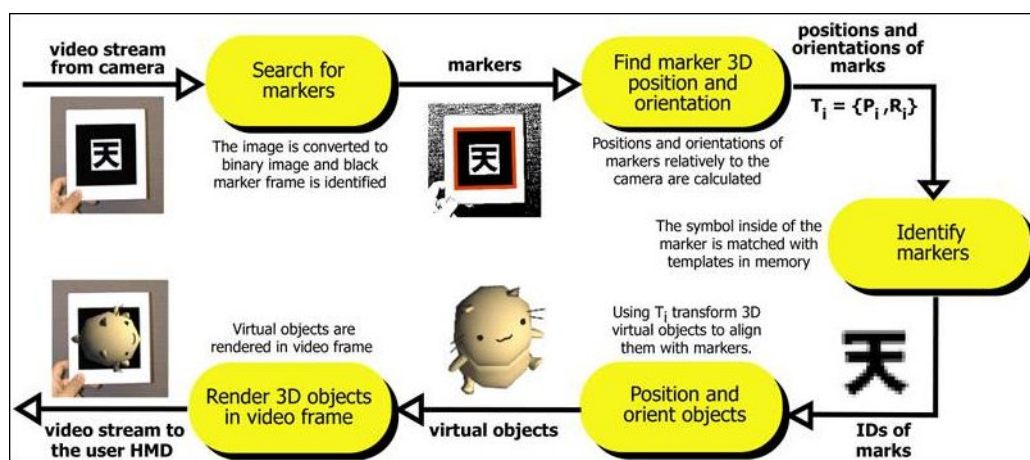 video stream
from camera
天
Search for
markers
The image is converted to
binary image and black
marker frame is identified
markers
天
Find marker 3D
position and
orientation
Positions and orientations of
markers relatively to the
camera are calculated
positions and
orientations of
marks
Ti = {Pi ,Ri}
Identify
markers
The symbol inside of the
marker is matched with
templates in memory
天
IDs of
marks
Position and
orient objects
Using Ti transform 3D
virtual objects to align
them with markers.
virtual objects
Render 3D objects
in video frame
Virtual objects are
rendered in video frame
video stream to
the user HMD